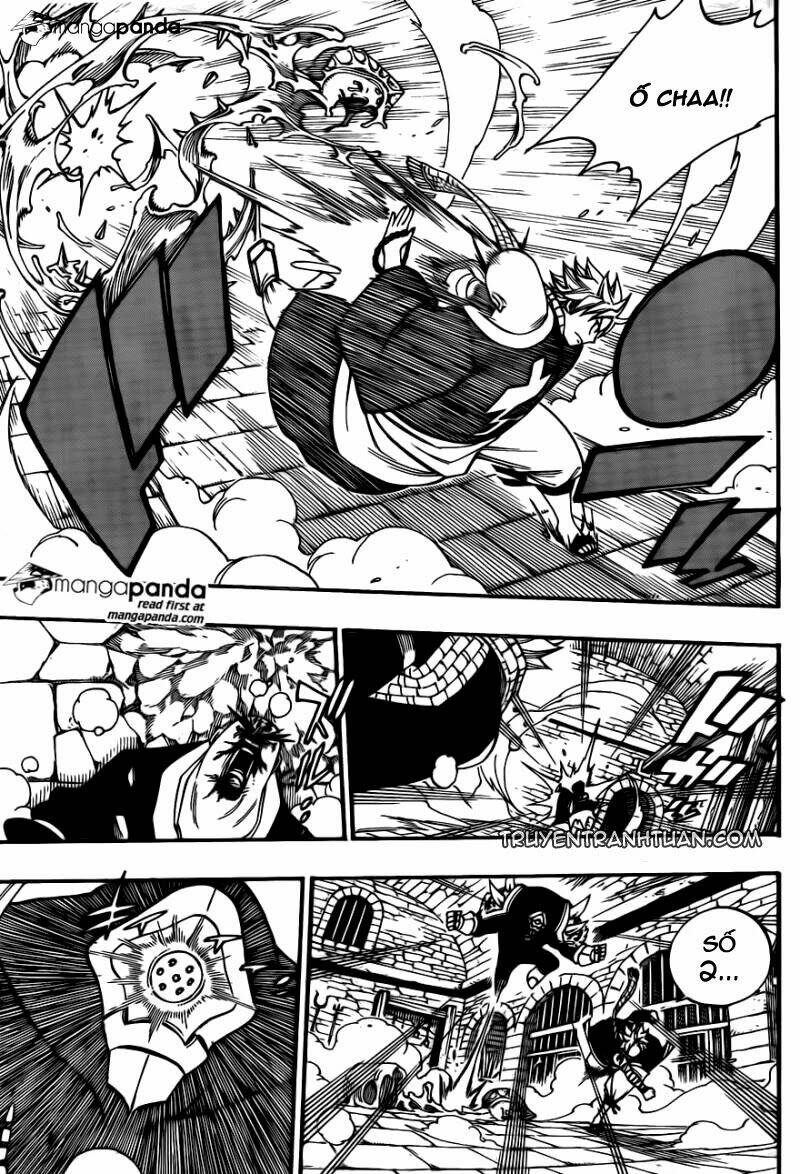 mangapanda
Ố CHAA!!
mangapanda
read first at
mangapanda.com
TRUYENTRANHTUAN.COM
SỐ
2...